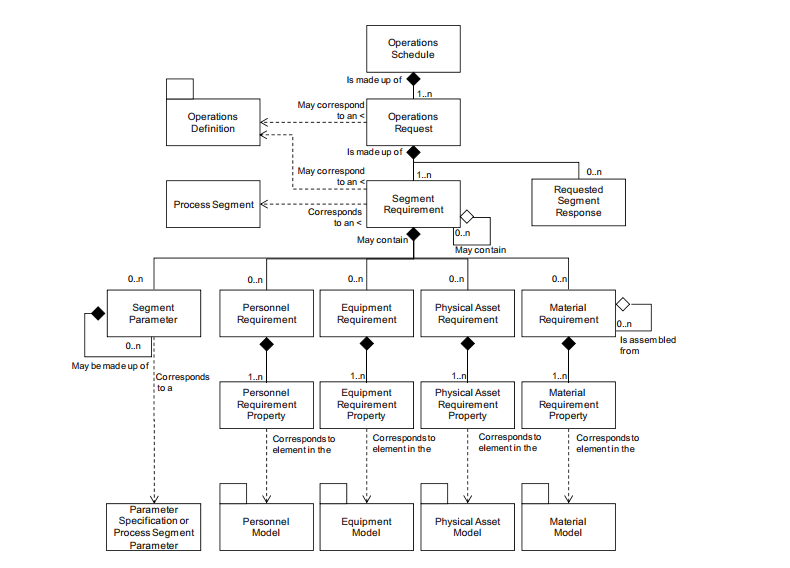 Operations
Schedule
Is made up of
1..n
May correspond
to an <
Operations
Definition
Operations
Request
Is made up of
1..n
0..n
May correspond
to an <
Process Segment
Segment
Requirement
Requested
Segment
Response
Corresponds
to an <
0..n
May contain
May contain
0..n
0..n
0..n
0..n
0..n
Segment
Parameter
Personnel
Requirement
Equipment
Requirement
Physical Asset
Requirement
Material
Requirement
0..n
Is assembled
from
0..n
May be made up of
Corresponds
to a
1..n
1..n
1..n
1..n
Personnel
Requirement
Property
Equipment
Requirement
Property
Physical Asset
Requirement
Property
Material
Requirement
Property
Corresponds to
element in the
Corresponds to
element in the
Corresponds to
element in the
Corresponds to
element in the
Parameter
Specification or
Process Segment
Parameter
Personnel
Model
Equipment
Model
Physical Asset
Model
Material
Model